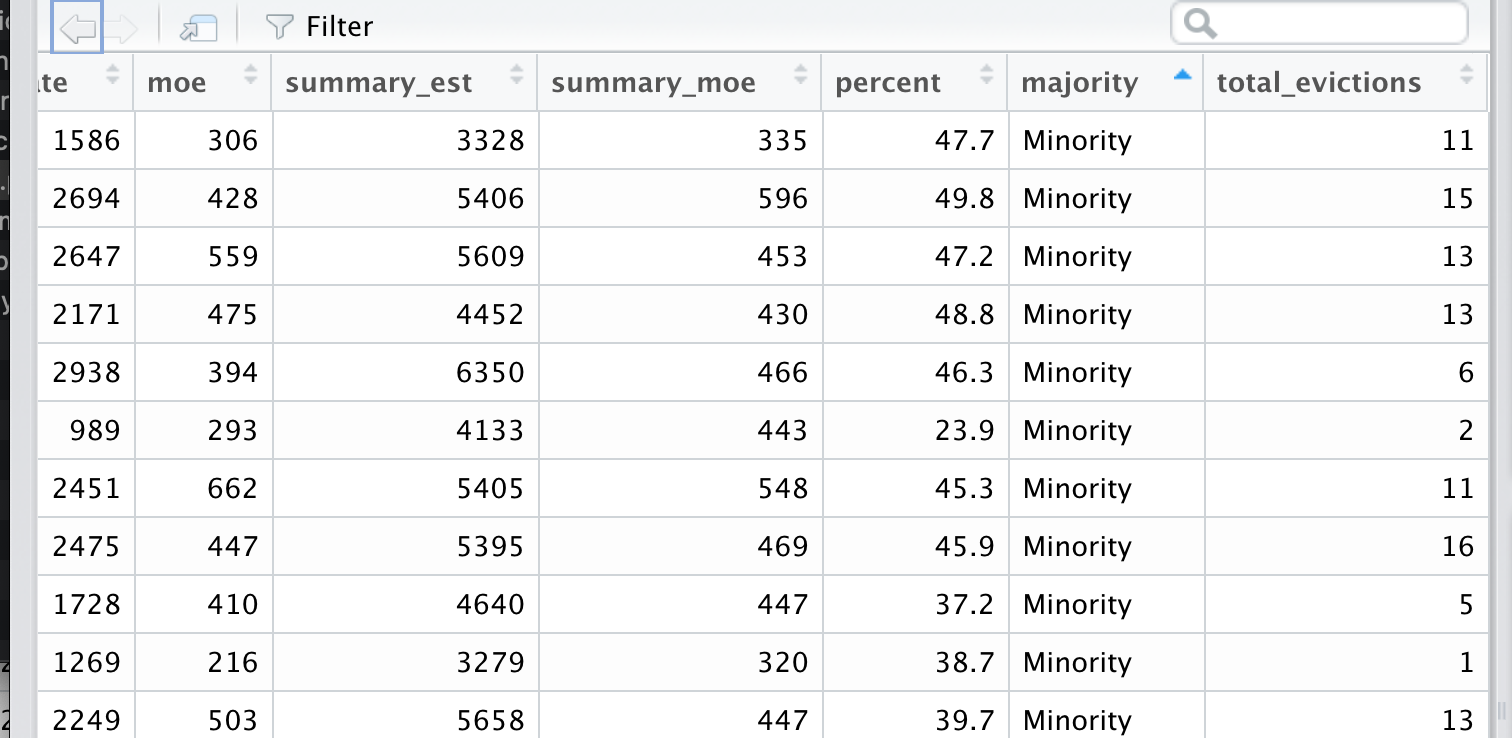 Filter
te moe summary_est summary_moe percent majority total_evictions
1586 306 3328 335 47.7 Minority 11
2694 428 5406 596 49.8 Minority 15
2647 559 5609 453 47.2 Minority 13
2171 475 4452 430 48.8 Minority 13
2938 394 6350 466 46.3 Minority 6
989 293 4133 443 23.9 Minority 2
2451 662 5405 548 45.3 Minority 11
2475 447 5395 469 45.9 Minority 16
1728 410 4640 447 37.2 Minority 5
1269 216 3279 320 38.7 Minority 1
2249 503 5658 447 39.7 Minority 13